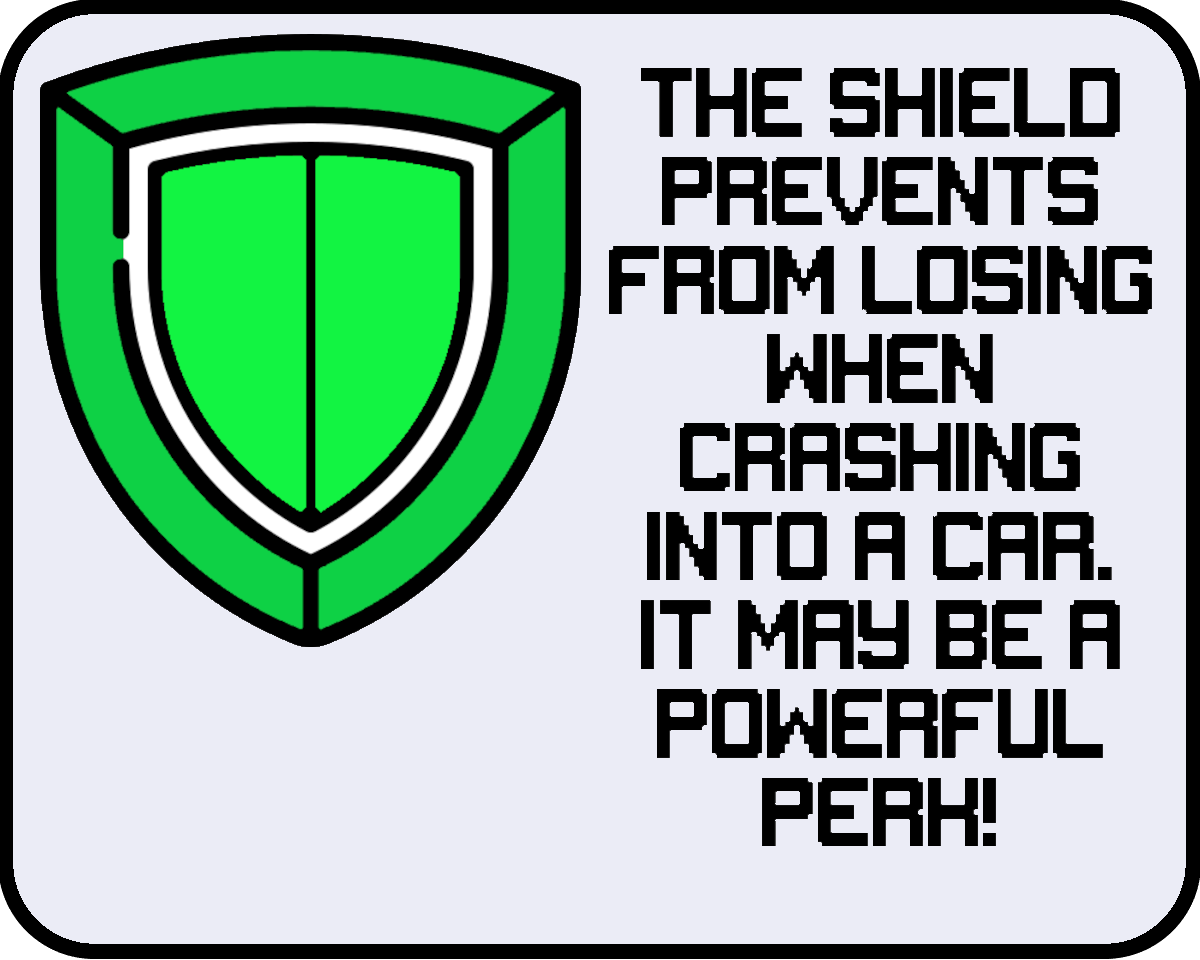 THE SHIELD
PREVENTS
FROM LOSING
WHEN
CRASHING
INTO A CAR.
IT MAY BE A
POWERFUL
PERK!